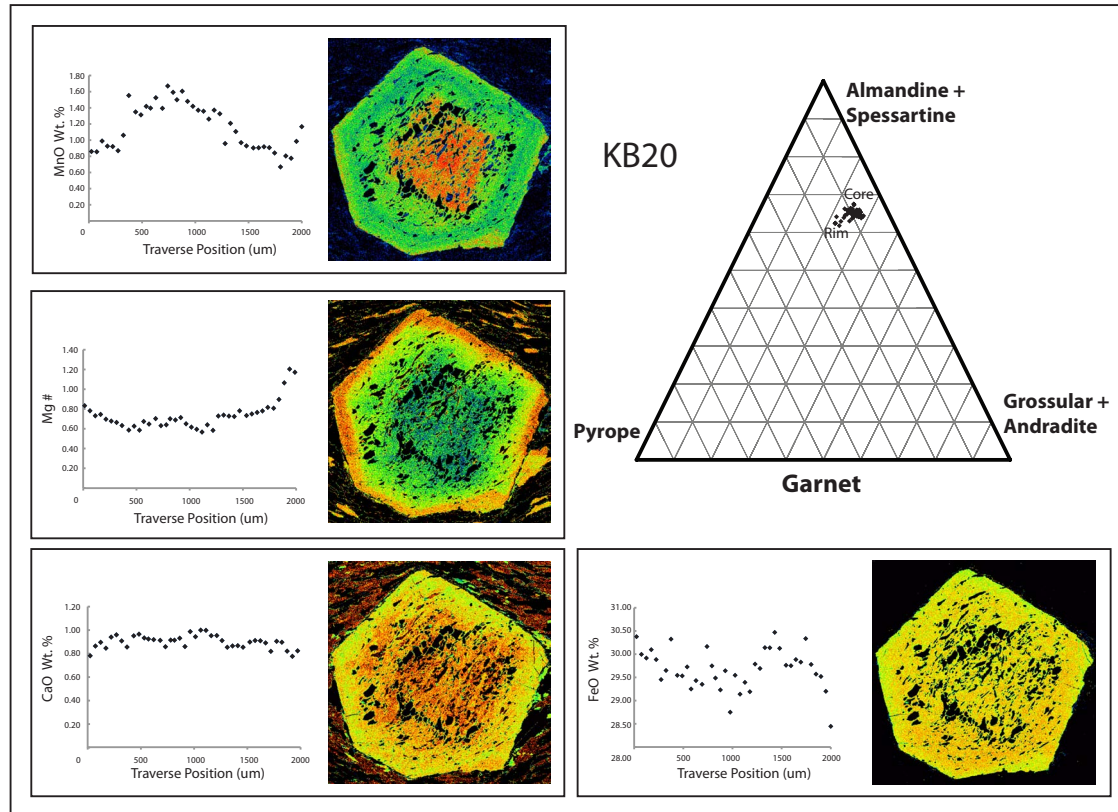 1.80
1.60
1.40
1.20
1.00
0.80
0.60
0.40
0.20
MnO Wt. %
0
500
1000
1500
2000
Traverse Position (um)
KB20
Almandine +
Spessartine
Core
Rim
Pyrope
Grossular +
Andradite
Garnet
1.40
1.20
1.00
0.80
0.60
0.40
0.20
Mg #
0
500
1000
1500
2000
Traverse Position (um)
1.20
1.00
0.80
0.60
0.40
0.20
CaO Wt. %
0
500
1000
1500
2000
Traverse Position (um)
31.00
30.50
30.00
29.50
29.00
28.50
28.00
FeO Wt. %
0
500
1000
1500
2000
Traverse Position (um)